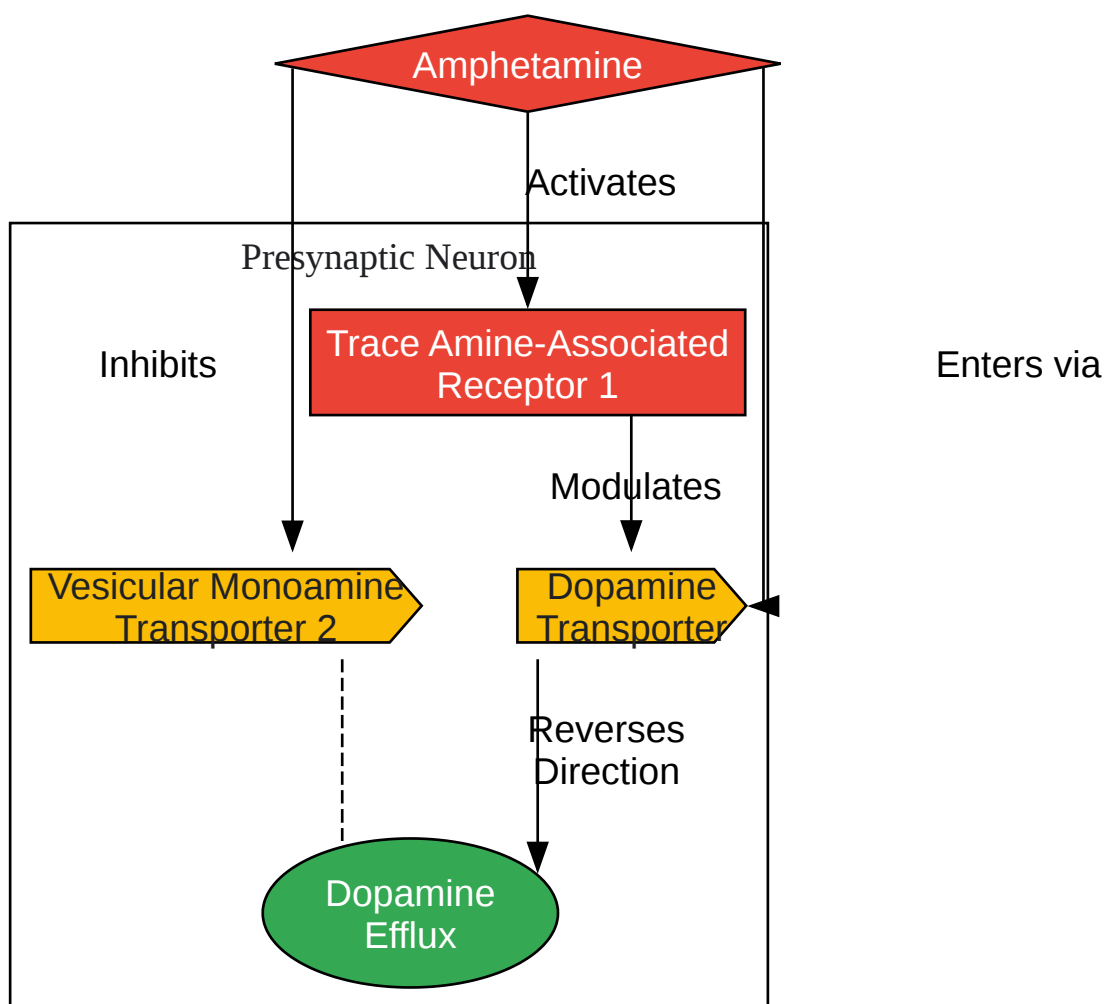 Amphetamine
Activates
Presynaptic Neuron
Inhibits
Trace Amine-Associated
Receptor 1
Enters via
Modulates
Vesicular Monoamine
Transporter 2
Dopamine
Transporter
Reverses
Direction
Dopamine
Efflux